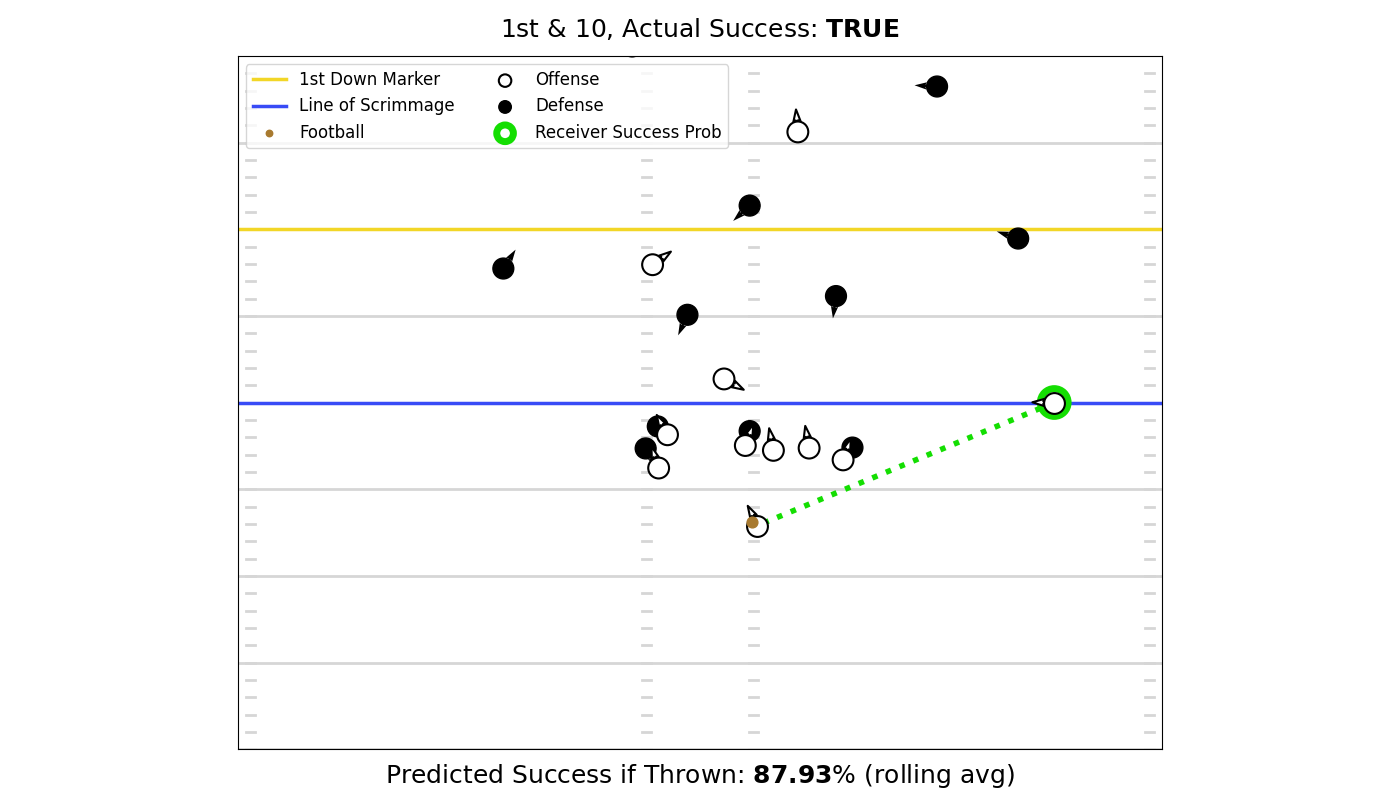 1st & 10, Actual Success: TRUE
1st Down Marker
Line of Scrimmage
Football
Offense
Defense
Receiver Success Prob
Predicted Success if Thrown: 87.93% (rolling avg)